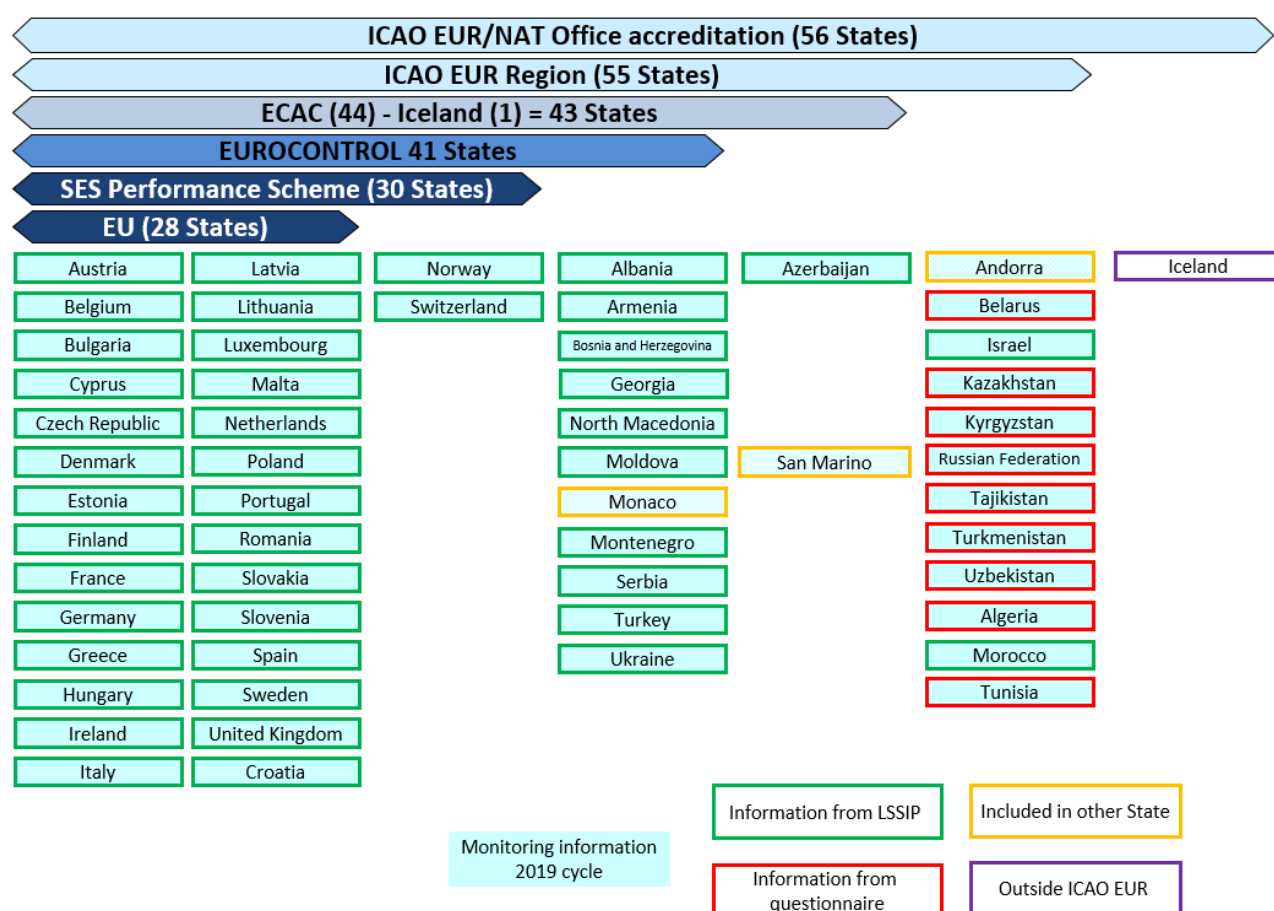 ICAO EUR/NAT Office accreditation (56 States)
ICAO EUR Region (55 States)
ECAC (44) - Iceland (1) = 43 States
EUROCONTROL 41 States
SES Performance Scheme (30 States)
EU (28 States)
Austria
Latvia
Norway
Albania
Azerbaijan
Andorra
Iceland
Belgium
Lithuania
Switzerland
Armenia
Belarus
Bulgaria
Luxembourg
Bosnia and Herzegovina
Israel
Cyprus
Malta
Georgia
Kazakhstan
Czech Republic
Netherlands
North Macedonia
Kyrgyzstan
Denmark
Poland
Moldova
San Marino
Russian Federation
Estonia
Portugal
Monaco
Tajikistan
Finland
Romania
Montenegro
Turkmenistan
France
Slovakia
Serbia
Uzbekistan
Germany
Slovenia
Turkey
Algeria
Greece
Spain
Ukraine
Morocco
Hungary
Sweden
Tunisia
Ireland
United Kingdom
Italy
Croatia
Information from LSSIP
Included in other State
Monitoring information
2019 cycle
Information from
questionnaire
Outside ICAO EUR